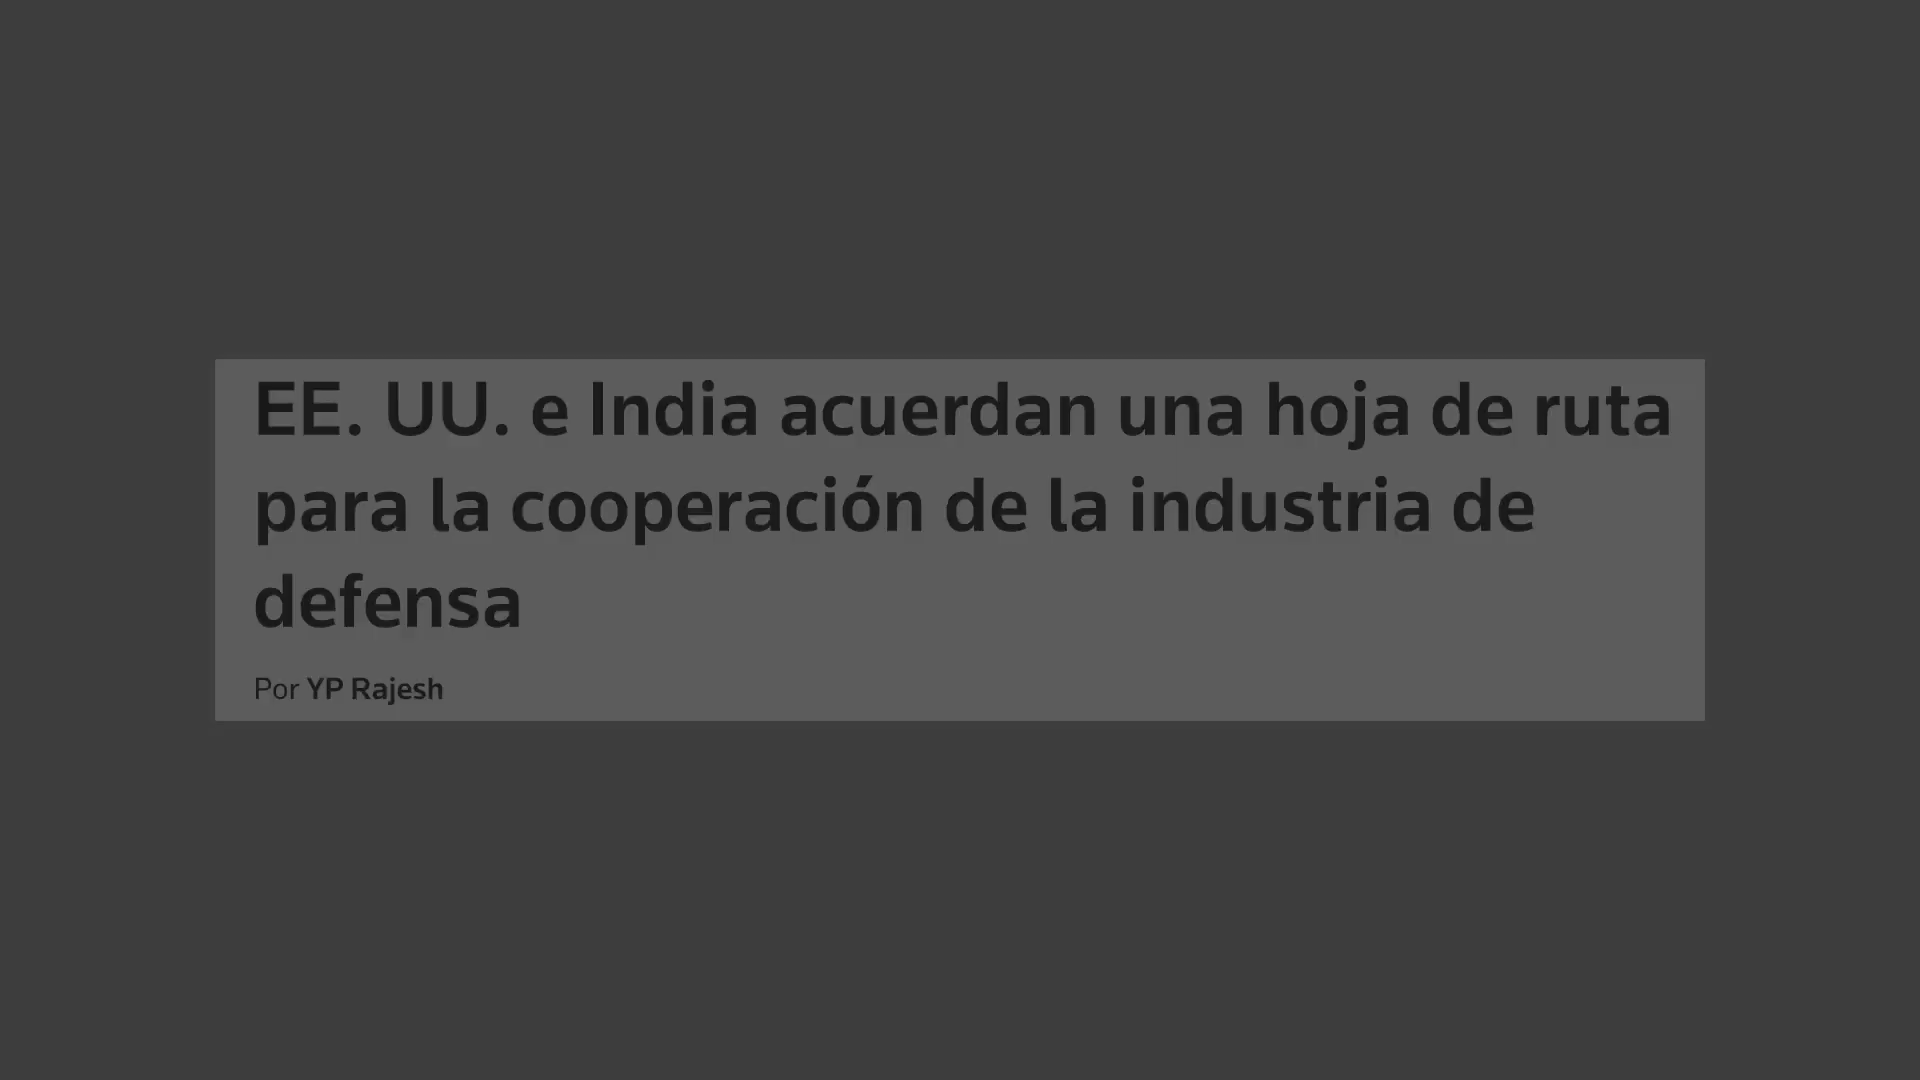 EE. UU. e India acuerdan una hoja de ruta
para la cooperación de la industria de
defensa
Por YP Rajesh